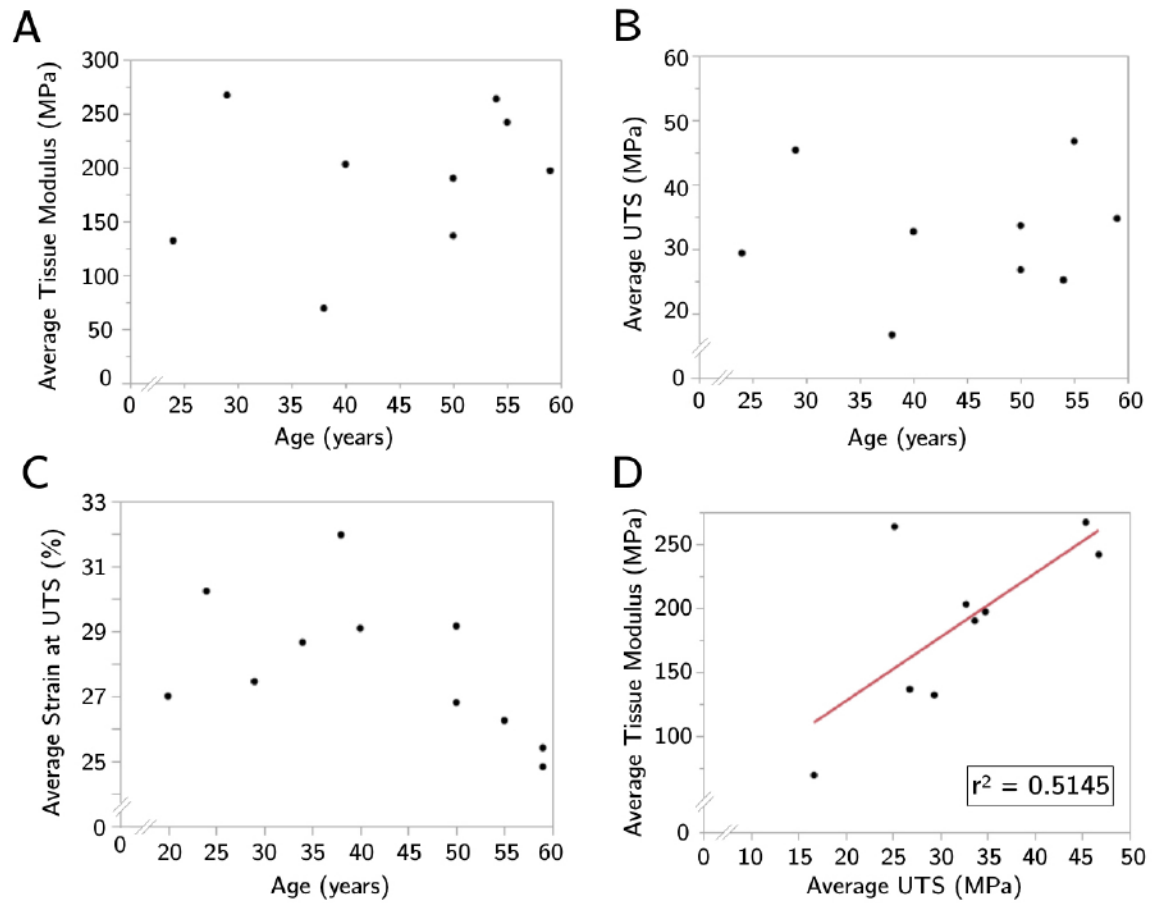 A
Average Tissue Modulus (MPa)
300
250
200
150
100
50
0
0 25 30 35 40 45 50 55 60
Age (years)
B
Average UTS (MPa)
60
50
40
30
20
0
0 25 30 35 40 45 50 55 60
Age (years)
C
Average Strain at UTS (%)
33
31
29
27
25
0
0 20 25 30 35 40 45 50 55 60
Age (years)
D
Average Tissue Modulus (MPa)
250
200
150
100
0
r² = 0.5145
0 10 15 20 25 30 35 40 45 50
Average UTS (MPa)